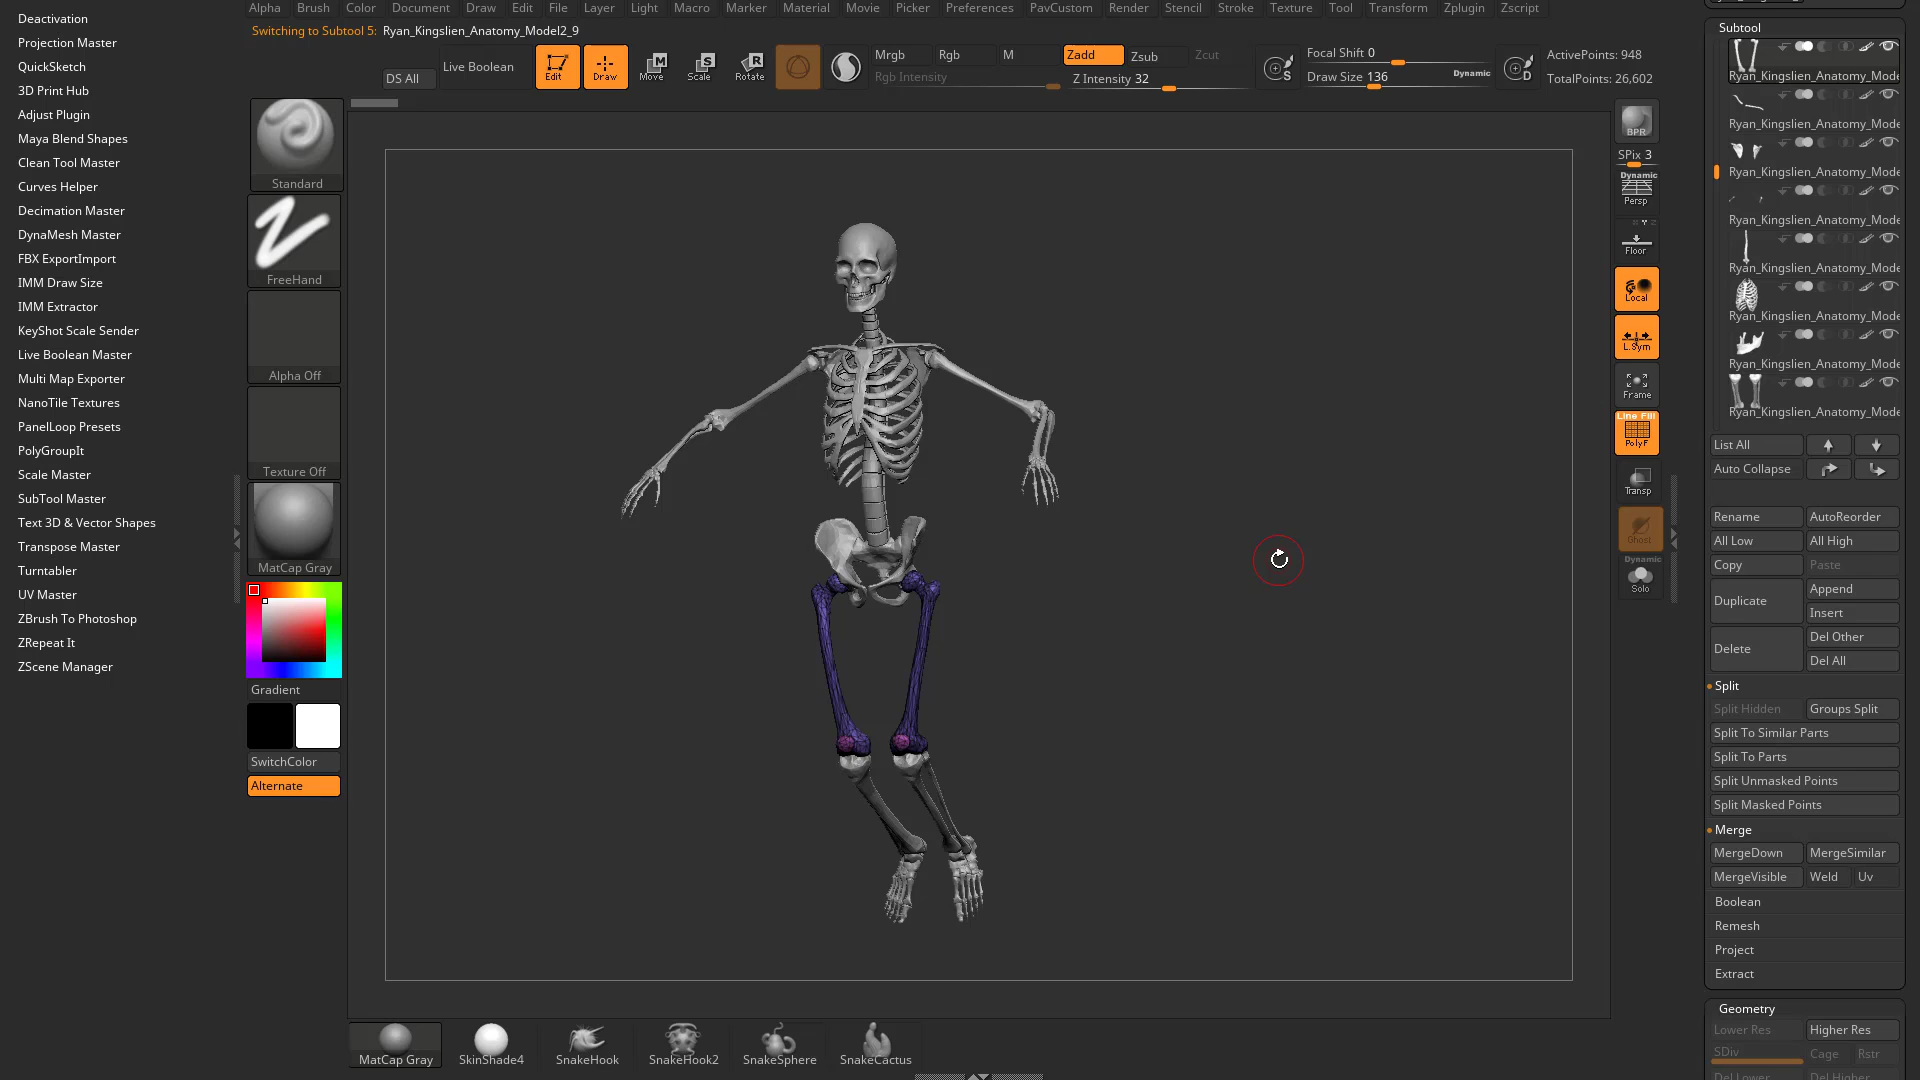 Alpha Brush Color Document Draw Edit File Layer Light Macro Marker Material Movie Picker Preferences PavCustom Render Stencil Stroke Texture Tool Transform Zplugin Zscript
Switching to Subtool 5: Ryan_Kingslien_Anatomy_Model2_9
Deactivation
Projection Master
QuickSketch
3D Print Hub
Adjust Plugin
Maya Blend Shapes
Clean Tool Master
Curves Helper
Decimation Master
DynaMesh Master
FBX ExportImport
IMM Draw Size
IMM Extractor
KeyShot Scale Sender
Live Boolean Master
Multi Map Exporter
NanoTile Textures
PanelLoop Presets
PolyGroupIt
Scale Master
SubTool Master
Text 3D & Vector Shapes
Transpose Master
Turntabler
UV Master
ZBrush To Photoshop
ZRepeat It
ZScene Manager
DS All
Live Boolean
Edit
Draw
Move
Scale
Rotate
Mrgb Rgb M Zadd Zsub Zcut
Rgb Intensity Z Intensity 32
Focal Shift 0
Draw Size 136 Dynamic
ActivePoints: 948
TotalPoints: 26,602
Standard
FreeHand
Alpha Off
Texture Off
MatCap Gray
Gradient
SwitchColor
Alternate
BPR
SPix 3
Dynamic
Persp
Floor
Local
L.Sym
Frame
Line Fill
PolyF
Transp
Ghost
Dynamic
Solo
MatCap Gray SkinShade4 SnakeHook SnakeHook2 SnakeSphere SnakeCactus
Subtool
Ryan_Kingslien_Anatomy_Mode
Ryan_Kingslien_Anatomy_Mode
Ryan_Kingslien_Anatomy_Mode
Ryan_Kingslien_Anatomy_Mode
Ryan_Kingslien_Anatomy_Mode
Ryan_Kingslien_Anatomy_Mode
Ryan_Kingslien_Anatomy_Mode
Ryan_Kingslien_Anatomy_Mode
List All
Auto Collapse
Rename AutoReorder
All Low All High
Copy Paste
Duplicate Append
Insert
Delete Del Other
Del All
Split
Split Hidden Groups Split
Split To Similar Parts
Split To Parts
Split Unmasked Points
Split Masked Points
Merge
MergeDown MergeSimilar
MergeVisible Weld Uv
Boolean
Remesh
Project
Extract
Geometry
Lower Res Higher Res
SDiv Cage Rstr
Del Lower Del Higher